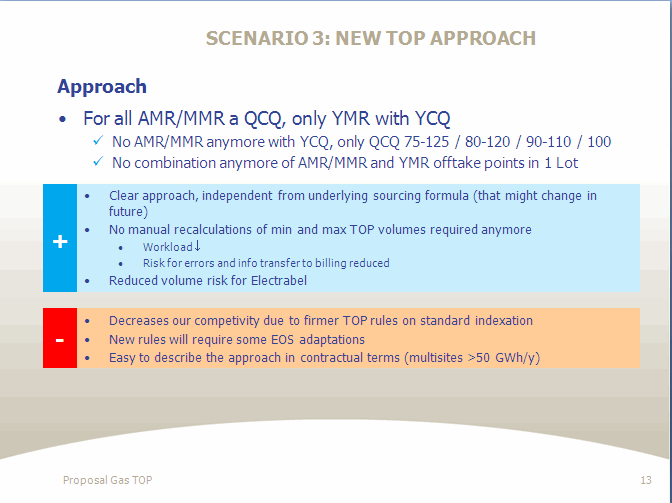 SCENARIO 3: NEW TOP APPROACH
Approach
• For all AMR/MMR a QCQ, only YMR with YCQ
✓ No AMR/MMR anymore with YCQ, only QCQ 75-125 / 80-120 / 90-110 / 100
✓ No combination anymore of AMR/MMR and YMR offtake points in 1 Lot
+
• Clear approach, independent from underlying sourcing formula (that might change in
future)
• No manual recalculations of min and max TOP volumes required anymore
• Workload↓
• Risk for errors and info transfer to billing reduced
• Reduced volume risk for Electrabel
-
• Decreases our competivity due to firmer TOP rules on standard indexation
• New rules will require some EOS adaptations
• Easy to describe the approach in contractual terms (multisites >50 GWh/y)
Proposal Gas TOP
13